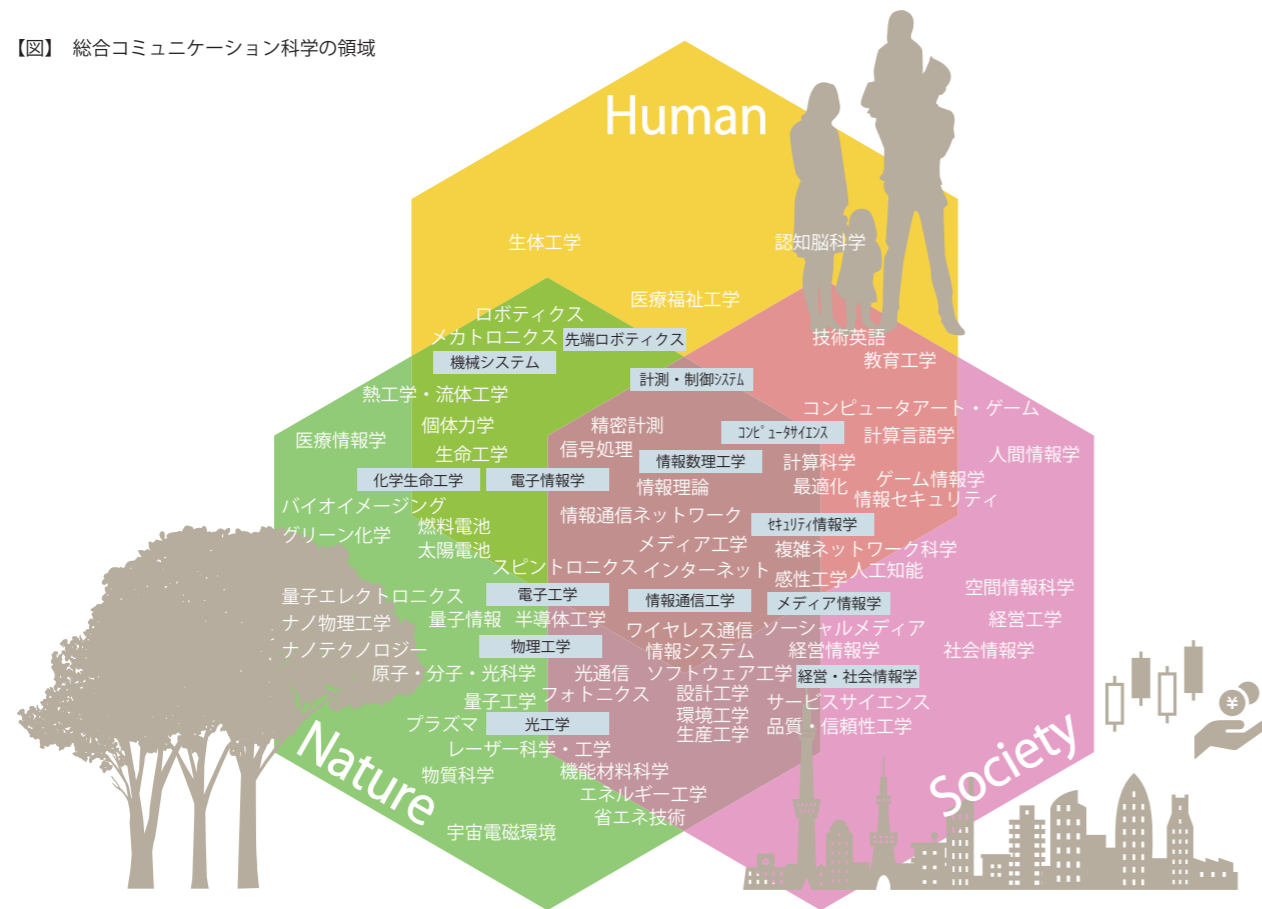 【図】 総合コミュニケーション科学の領域
Human
生体工学
認知脳科学
医療福祉工学
ロボティクス
メカトロニクス
先端ロボティクス
技術英語
機械システム
教育工学
計測・制御システム
熱工学・流体工学
コンピュータアート・ゲーム
個体力学
精密計測
コンピュータサイエンス
計算言語学
医療情報学
信号処理
生命工学
情報数理工学
計算科学
人間情報学
化学生命工学
電子情報学
情報理論
最適化
ゲーム情報学
情報セキュリティ
バイオイメージング
情報通信ネットワーク
燃料電池
セキュリティ情報学
グリーン化学
太陽電池
メディア工学
複雑ネットワーク科学
スピントロニクス
インターネット
感性工学
人工知能
空間情報科学
量子エレクトロニクス
電子工学
情報通信工学
メディア情報学
ナノ物理工学
量子情報
半導体工学
ワイヤレス通信
ソーシャルメディア
経営工学
ナノテクノロジー
物理工学
情報システム
経営情報学
社会情報学
原子・分子・光科学
光通信
ソフトウェア工学
経営・社会情報学
量子工学
フォトニクス
設計工学
サービスサイエンス
プラズマ
光工学
環境工学
品質・信頼性工学
生産工学
レーザー科学・工学
物質科学
機能材料科学
エネルギー工学
省エネ技術
宇宙電磁環境
Nature
Society
¥